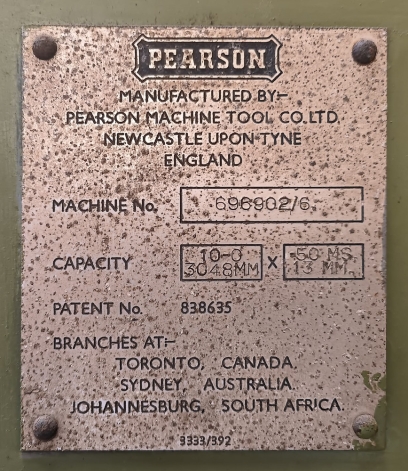 PEARSON
MANUFACTURED BY:-
PEARSON MACHINE TOOL CO. LTD.
NEWCASTLE UPON TYNE
ENGLAND
MACHINE No. 696902/6
CAPACITY 10-0 3048MM X .50 MS 13 MM.
PATENT No. 838635
BRANCHES AT:-
TORONTO, CANADA.
SYDNEY, AUSTRALIA.
JOHANNESBURG, SOUTH AFRICA.
3333/392